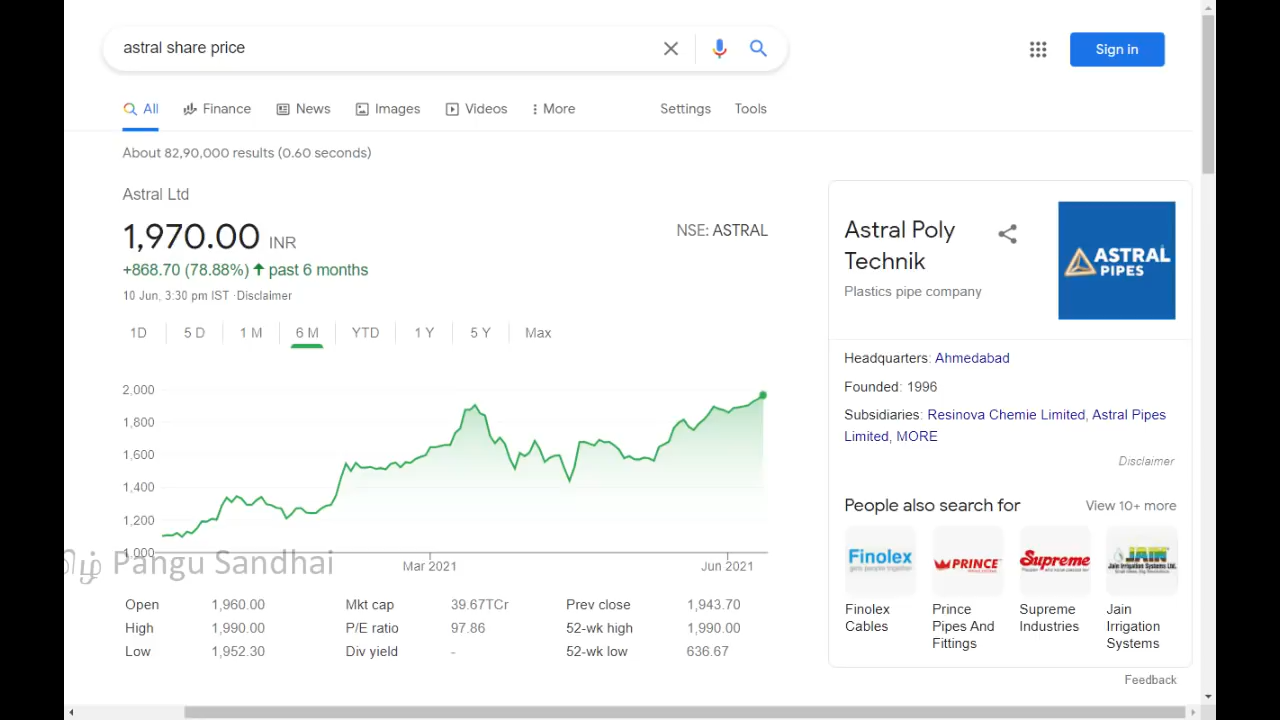 astral share price
Sign in
All Finance News Images Videos More Settings Tools
About 82,90,000 results (0.60 seconds)
Astral Ltd
1,970.00 INR
NSE: ASTRAL
+868.70 (78.88%) ↑ past 6 months
10 Jun, 3:30 pm IST · Disclaimer
1D 5 D 1 M 6 M YTD 1 Y 5 Y Max
2,000
1,800
1,600
1,400
1,200
1,000
Mar 2021 Jun 2021
Pangu Sandhai
Open 1,960.00 Mkt cap 39.67TCr Prev close 1,943.70
High 1,990.00 P/E ratio 97.86 52-wk high 1,990.00
Low 1,952.30 Div yield - 52-wk low 636.67
Astral Poly
Technik
Plastics pipe company
ASTRAL
PIPES
Headquarters: Ahmedabad
Founded: 1996
Subsidiaries: Resinova Chemie Limited, Astral Pipes
Limited, MORE
Disclaimer
People also search for View 10+ more
Finolex
gets people together
PRINCE
Supreme
JAIN
Jain Irrigation Systems Ltd.
Finolex
Cables
Prince
Pipes And
Fittings
Supreme
Industries
Jain
Irrigation
Systems
Feedback